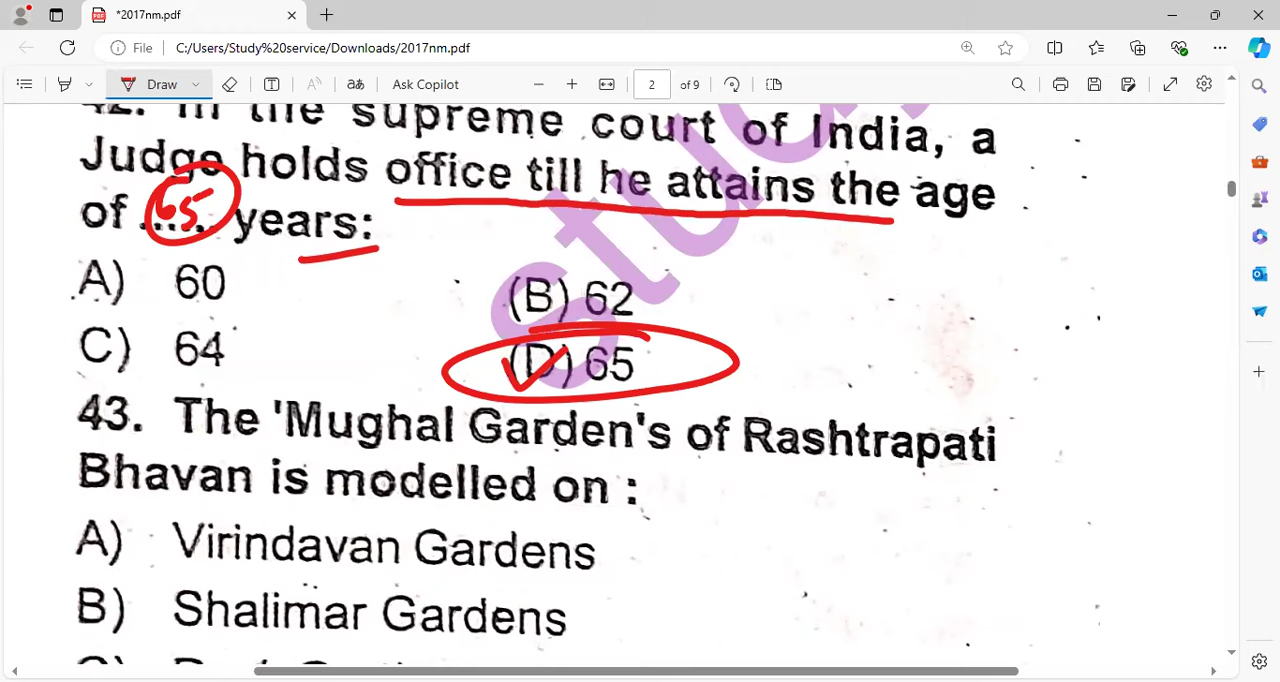 *2017nm.pdf
File C:/Users/Study%20service/Downloads/2017nm.pdf
Draw Ask Copilot 2 of 9
42. In the supreme court of India, a
Judge holds office till he attains the age
of 65 ...... years:
A) 60 (B) 62
C) 64 (D) 65
43. The 'Mughal Garden's of Rashtrapati
Bhavan is modelled on :
A) Virindavan Gardens
B) Shalimar Gardens